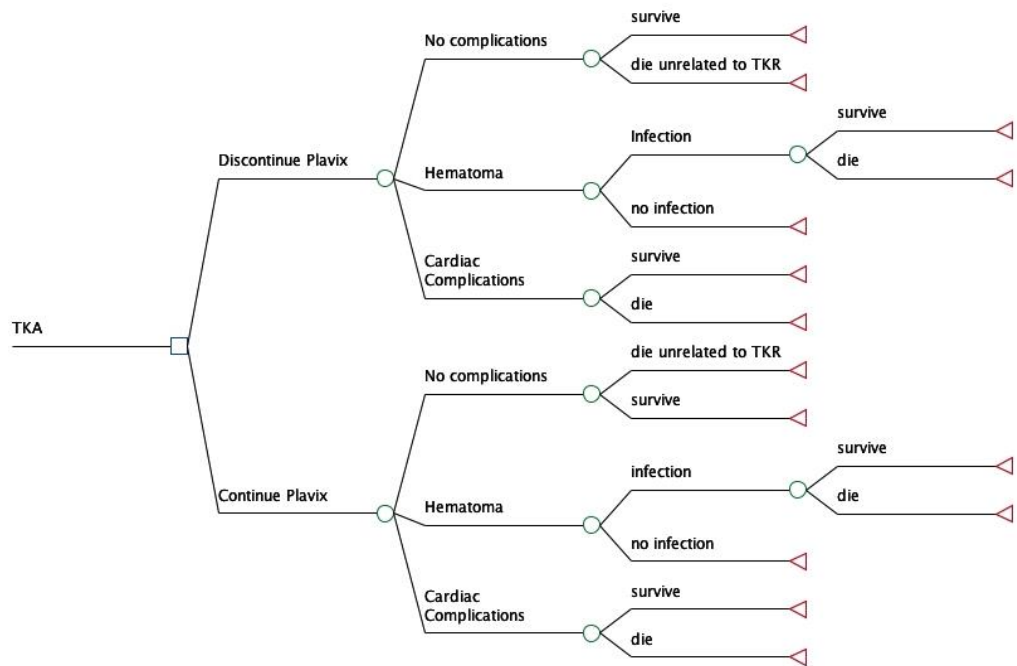 survive
No complications
die unrelated to TKR
survive
Infection
Discontinue Plavix
die
Hematoma
no infection
survive
Cardiac
Complications
die
TKA
die unrelated to TKR
No complications
survive
survive
infection
Continue Plavix
die
Hematoma
no infection
survive
Cardiac
Complications
die